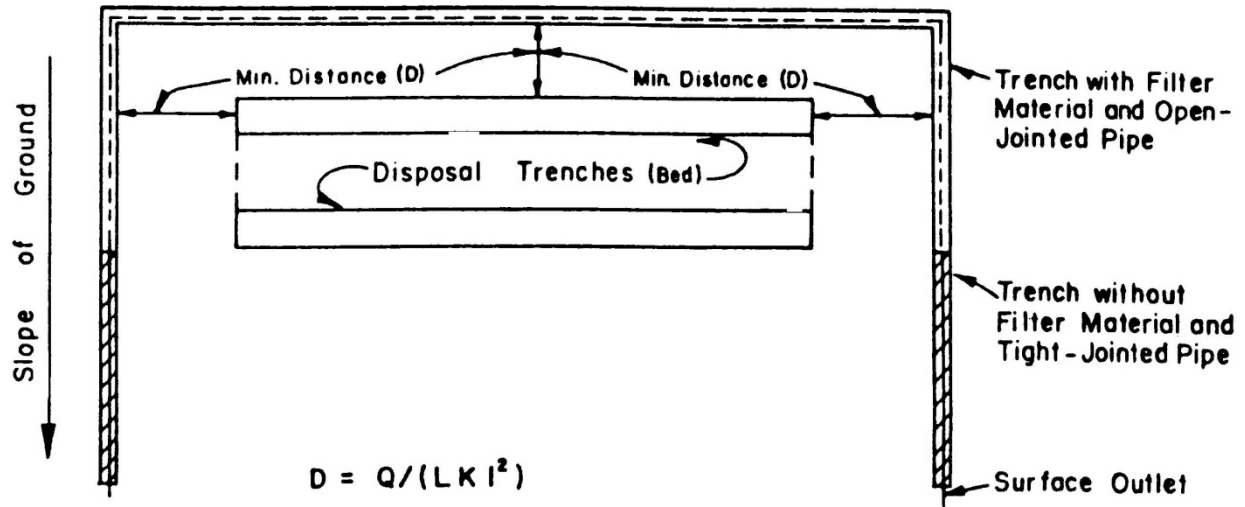 Min. Distance (D)
Min. Distance (D)
Trench with Filter
Material and Open-
Jointed Pipe
Disposal Trenches (Bed)
Slope of Ground
Trench without
Filter Material and
Tight-Jointed Pipe
D = Q/(LKI²)
Surface Outlet